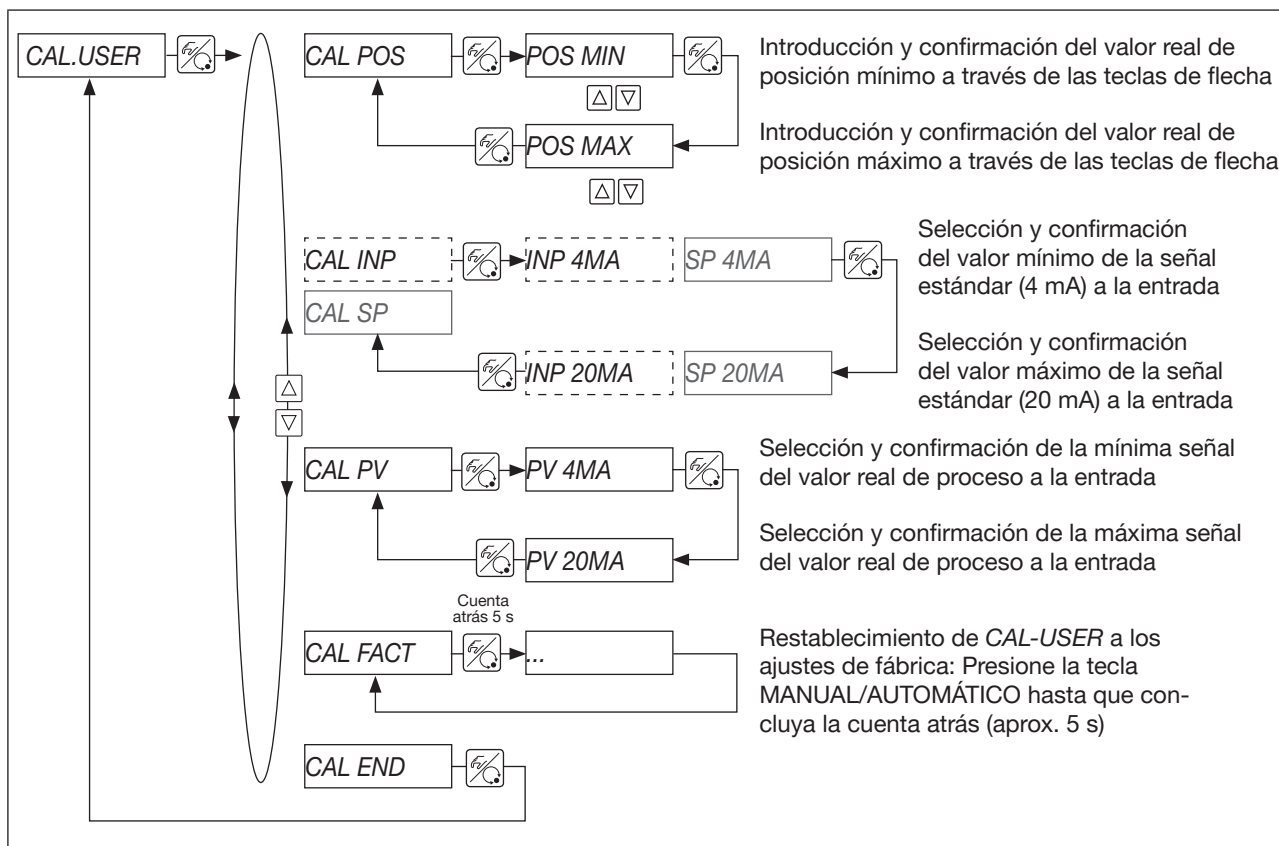 CAL.USER
CAL POS
POS MIN
Introducción y confirmación del valor real de
posición mínimo a través de las teclas de flecha
POS MAX
Introducción y confirmación del valor real de
posición máximo a través de las teclas de flecha
CAL INP
INP 4MA
SP 4MA
Selección y confirmación
del valor mínimo de la señal
estándar (4 mA) a la entrada
CAL SP
INP 20MA
SP 20MA
Selección y confirmación
del valor máximo de la señal
estándar (20 mA) a la entrada
CAL PV
PV 4MA
Selección y confirmación de la mínima señal
del valor real de proceso a la entrada
PV 20MA
Selección y confirmación de la máxima señal
del valor real de proceso a la entrada
Cuenta
atrás 5 s
CAL FACT
...
Restablecimiento de CAL-USER a los
ajustes de fábrica: Presione la tecla
MANUAL/AUTOMÁTICO hasta que con-
cluya la cuenta atrás (aprox. 5 s)
CAL END